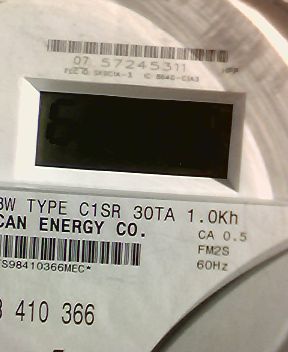 07 57245311
3W TYPE C1SR 30TA 1.0Kh
CAN ENERGY CO.
CA 0.5
FM2S
60Hz
S98410366MEC*
410 366